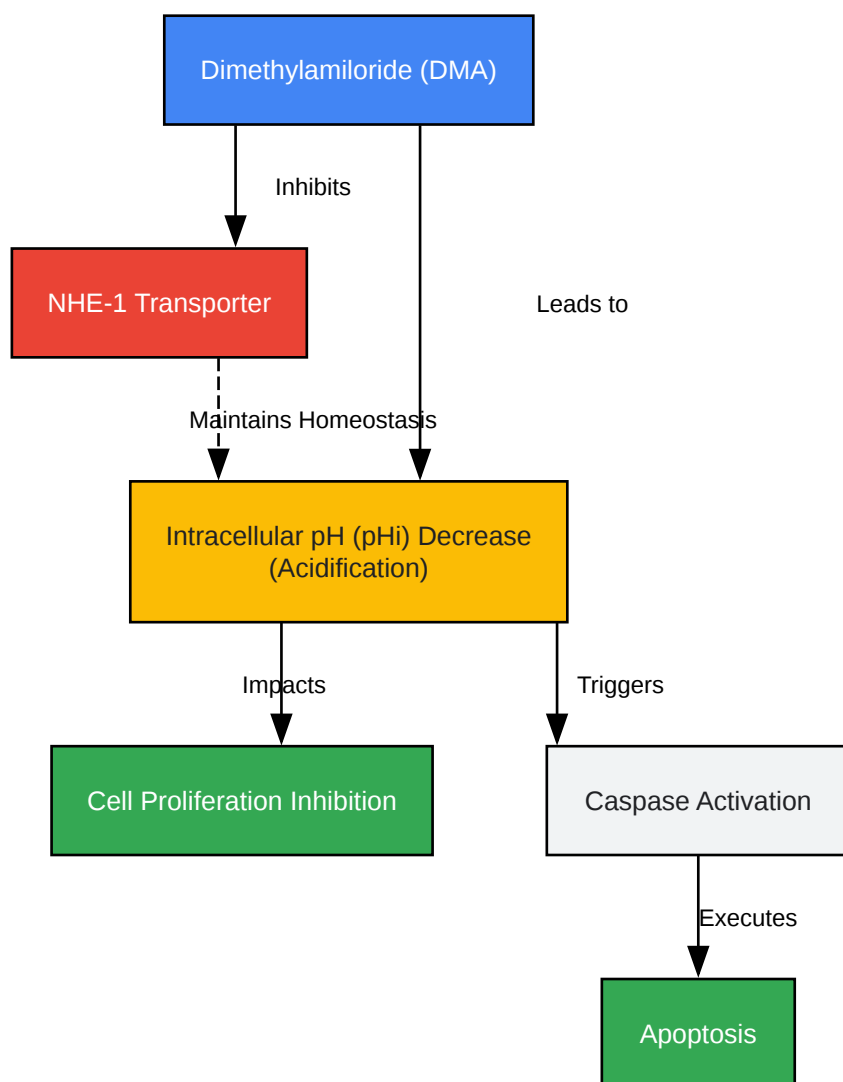 Dimethylamiloride (DMA)
Inhibits
NHE-1 Transporter
Leads to
Maintains Homeostasis
Intracellular pH (pHi) Decrease
(Acidification)
Impacts
Triggers
Cell Proliferation Inhibition
Caspase Activation
Executes
Apoptosis